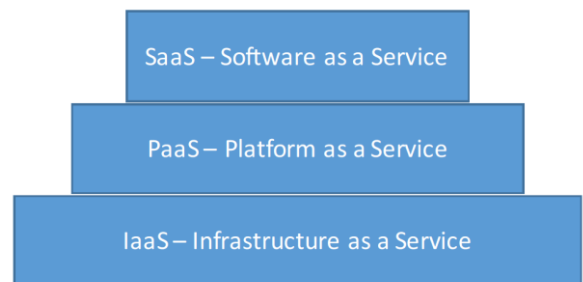 SaaS – Software as a Service
PaaS – Platform as a Service
IaaS – Infrastructure as a Service